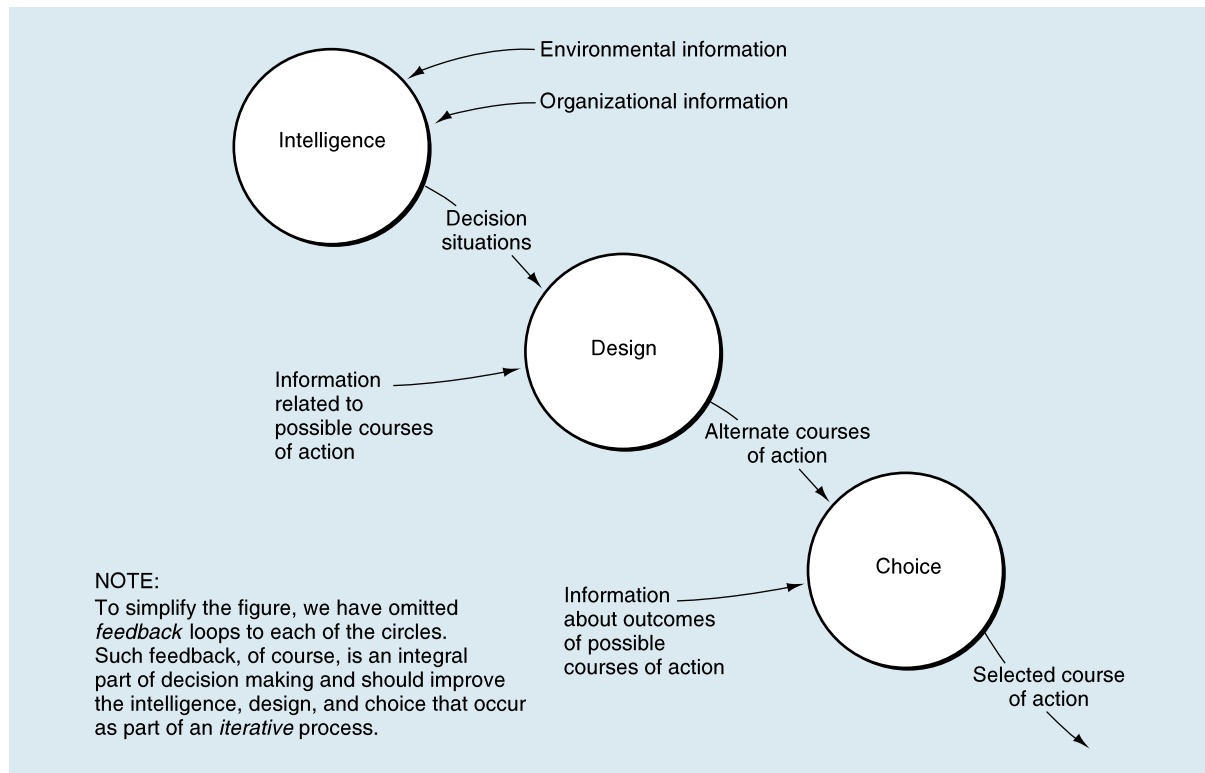 Environmental information
Organizational information
Intelligence
Decision
situations
Design
Information
related to
possible courses
of action
Alternate courses
of action
Choice
Information
about outcomes
of possible
courses of action
Selected course
of action
NOTE:
To simplify the figure, we have omitted
feedback loops to each of the circles.
Such feedback, of course, is an integral
part of decision making and should improve
the intelligence, design, and choice that occur
as part of an iterative process.